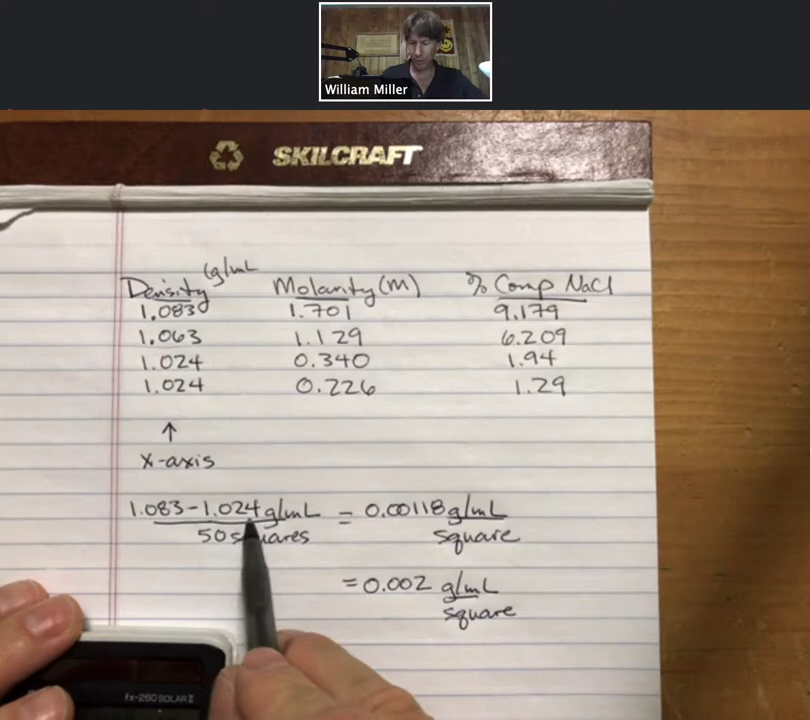 William Miller
SKILCRAFT
(g/mL
Density Molarity (M) % Comp NaCl
1.083 1.701 9.179
1.063 1.129 6.209
1.024 0.340 1.94
1.024 0.226 1.29
↑
X-axis
1.083-1.024 g/mL = 0.00118 g/mL
50 squares square
= 0.002 g/mL
square
fx-260 SOLAR II